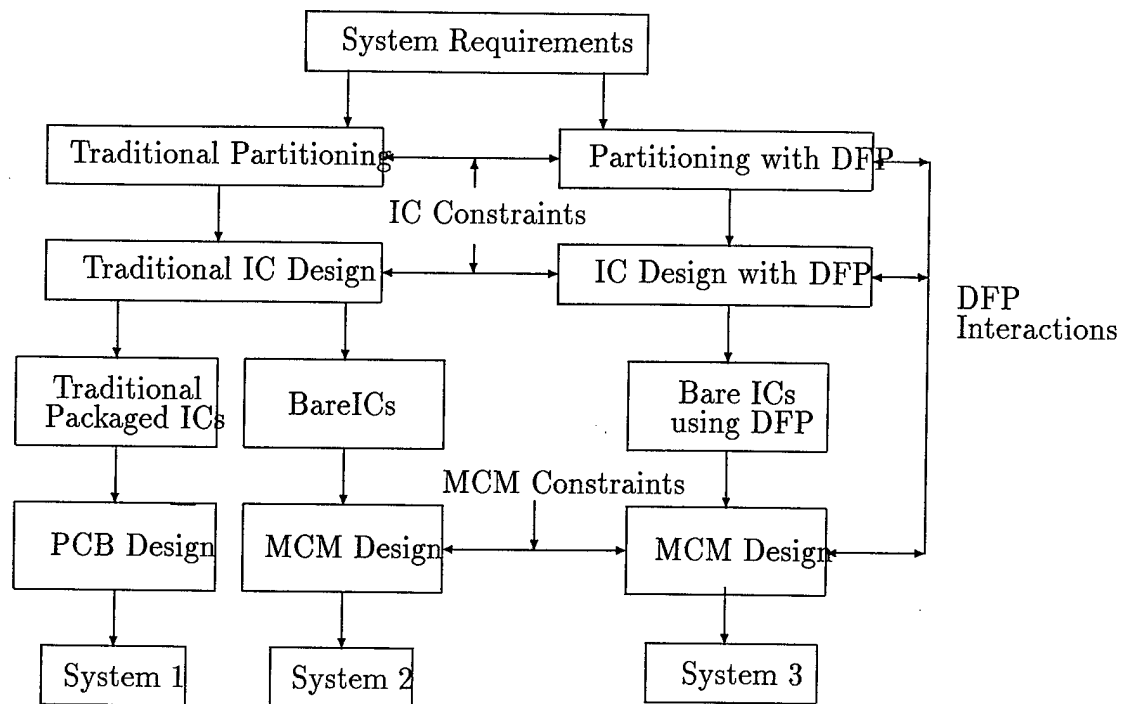 System Requirements
Traditional Partitioning
Partitioning with DFP
IC Constraints
Traditional IC Design
IC Design with DFP
DFP
Interactions
Traditional
Packaged ICs
BareICs
Bare ICs
using DFP
MCM Constraints
PCB Design
MCM Design
MCM Design
System 1
System 2
System 3